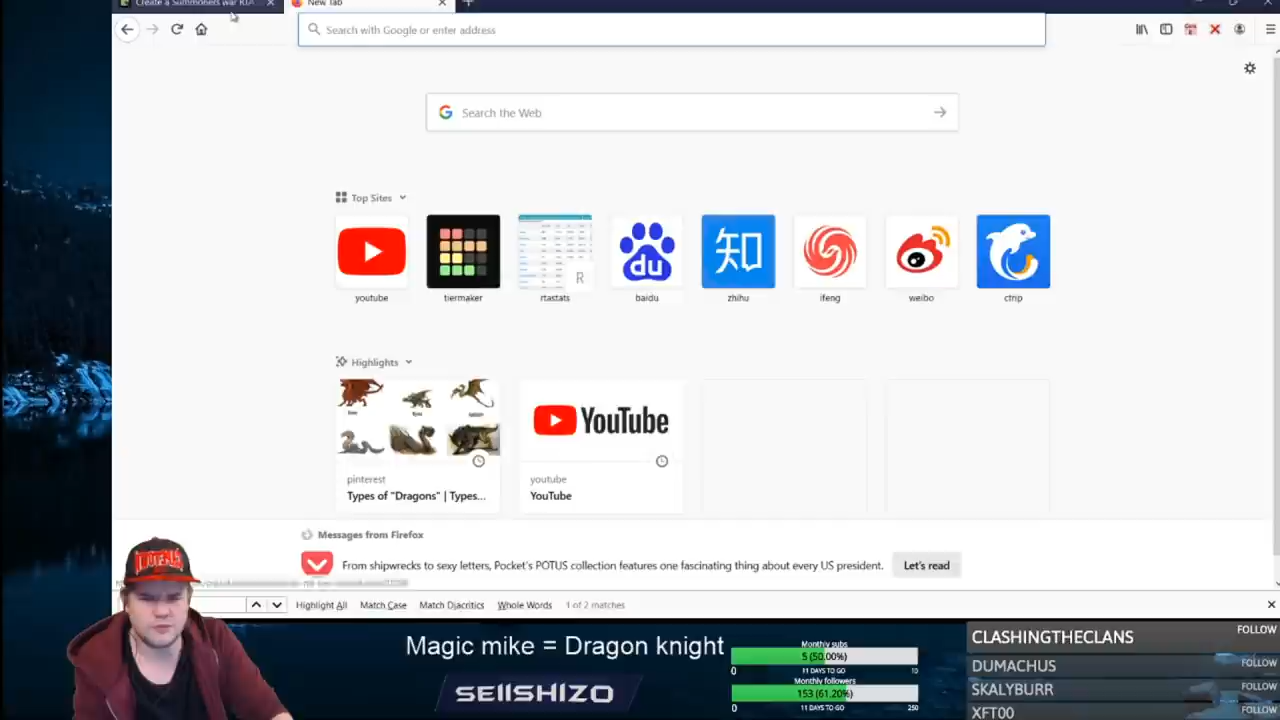 Create a Summoners war RTA
New Tab
Search with Google or enter address
Search the Web
Top Sites
youtube
tiermaker
R
rtastats
du
baidu
知
zhihu
ifeng
weibo
ctrip
Highlights
pinterest
Types of "Dragons" | Types...
YouTube
youtube
YouTube
Messages from Firefox
From shipwrecks to sexy letters, Pocket's POTUS collection features one fascinating thing about every US president.
Let's read
Highlight All
Match Case
Match Diacritics
Whole Words
1 of 2 matches
Magic mike = Dragon knight
SellSHIZO
Monthly subs
5 (50.00%)
0
11 DAYS TO GO
10
Monthly followers
153 (61.20%)
0
11 DAYS TO GO
250
CLASHINGTHECLANS
FOLLOW
DUMACHUS
FOLLOW
SKALYBURR
FOLLOW
XFT00
FOLLOW